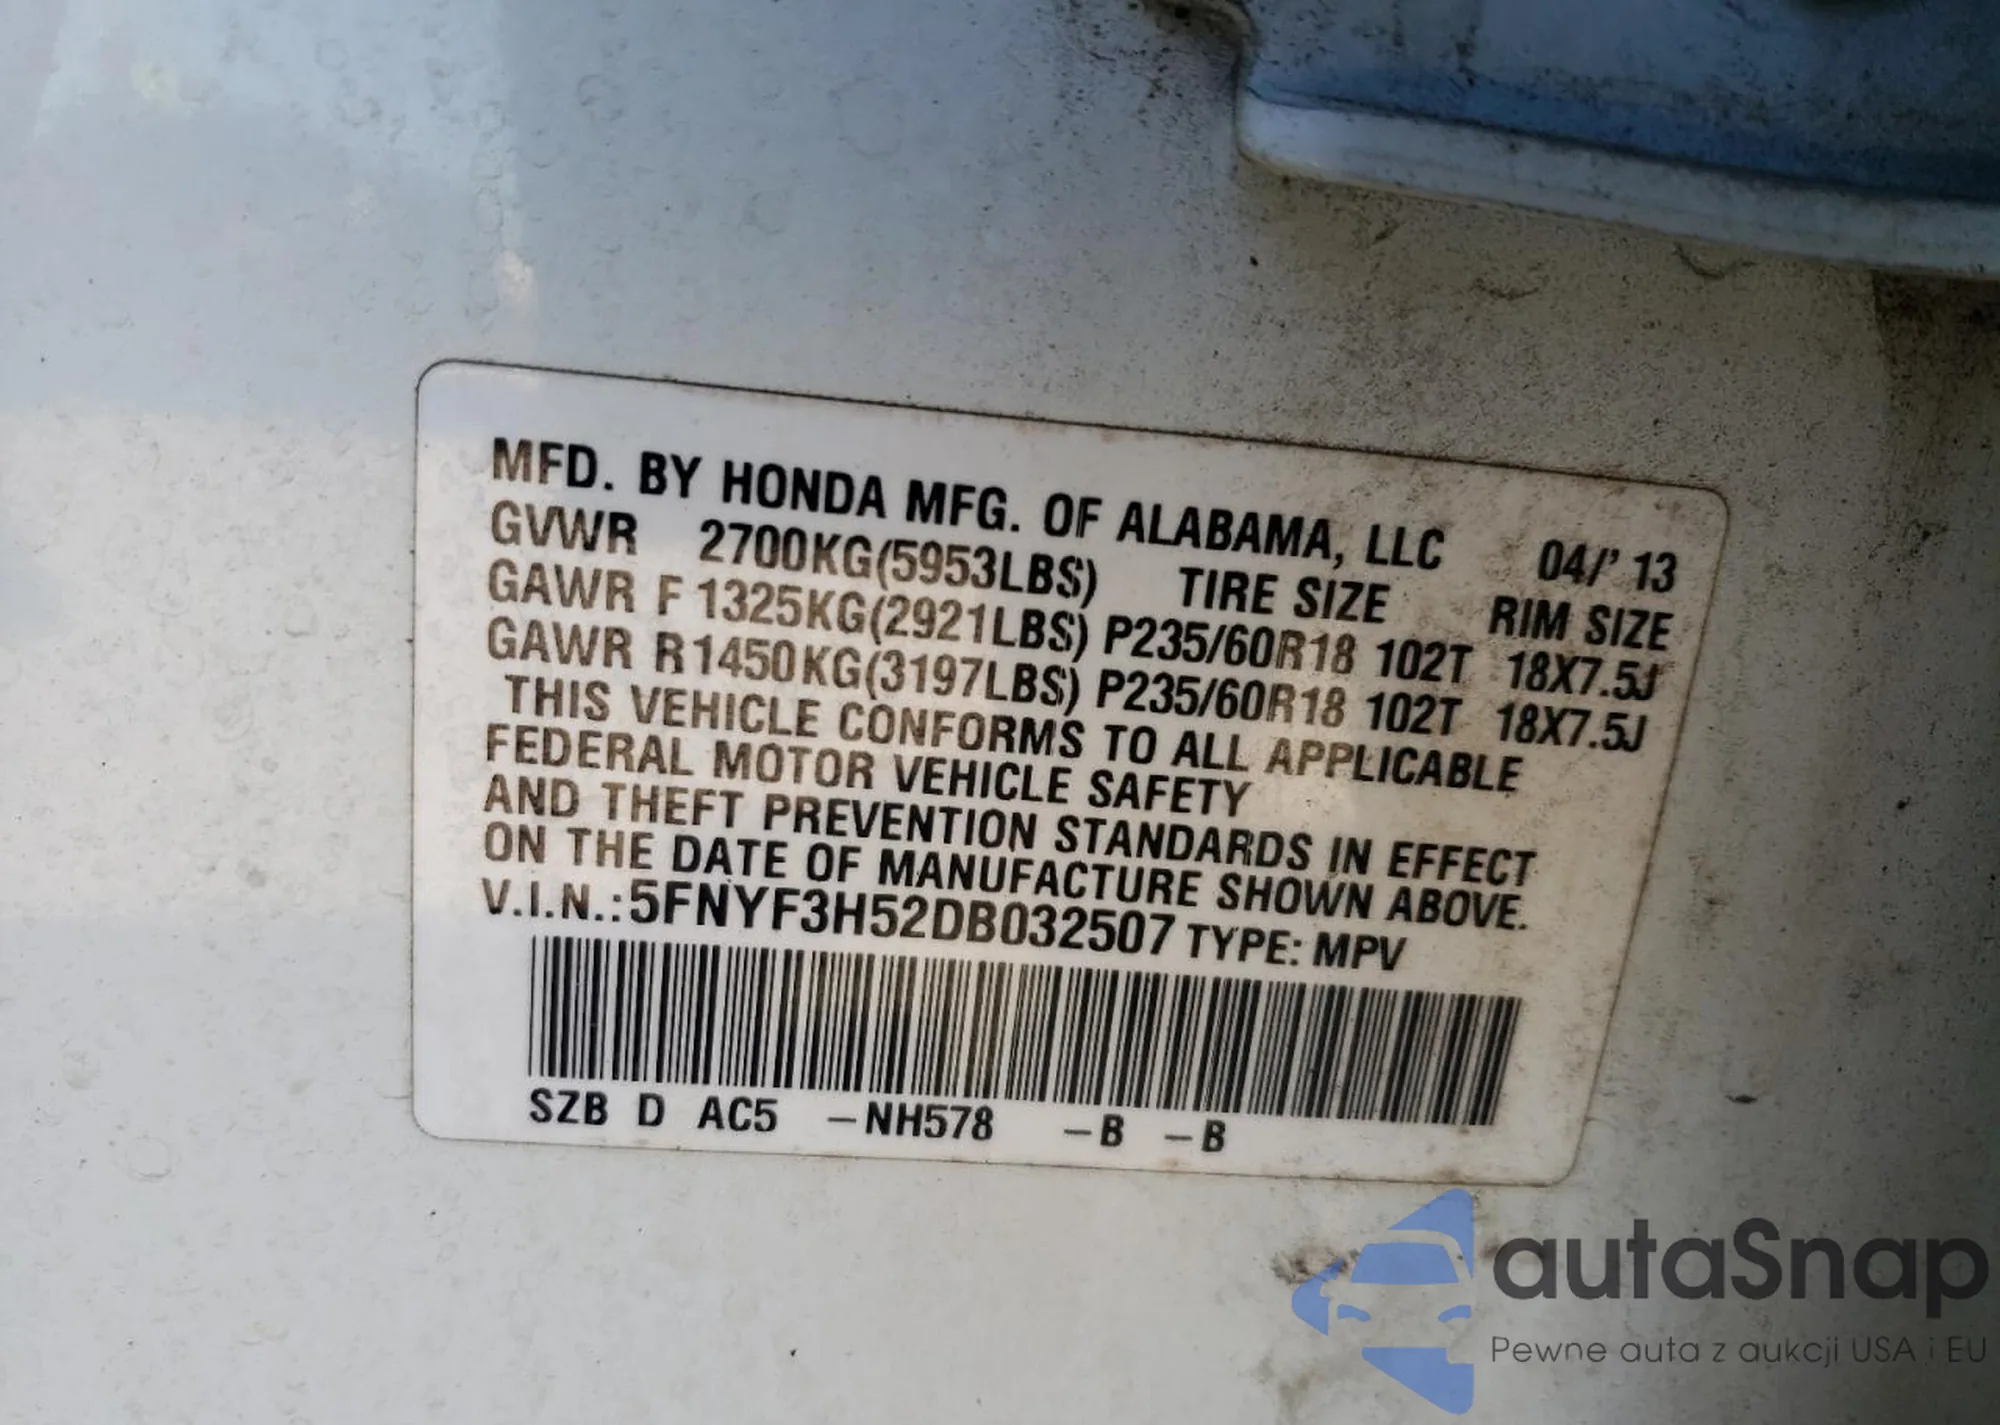 MFD. BY HONDA MFG. OF ALABAMA, LLC 04/' 13
GVWR 2700KG(5953LBS) TIRE SIZE RIM SIZE
GAWR F 1325KG(2921LBS) P235/60R18 102T 18X7.5J
GAWR R1450KG(3197LBS) P235/60R18 102T 18X7.5J
THIS VEHICLE CONFORMS TO ALL APPLICABLE
FEDERAL MOTOR VEHICLE SAFETY
AND THEFT PREVENTION STANDARDS IN EFFECT
ON THE DATE OF MANUFACTURE SHOWN ABOVE.
V.I.N.:5FNYF3H52DB032507 TYPE: MPV
SZB D AC5 –NH578 –B –B
autaSnap
Pewne auta z aukcji USA i EU